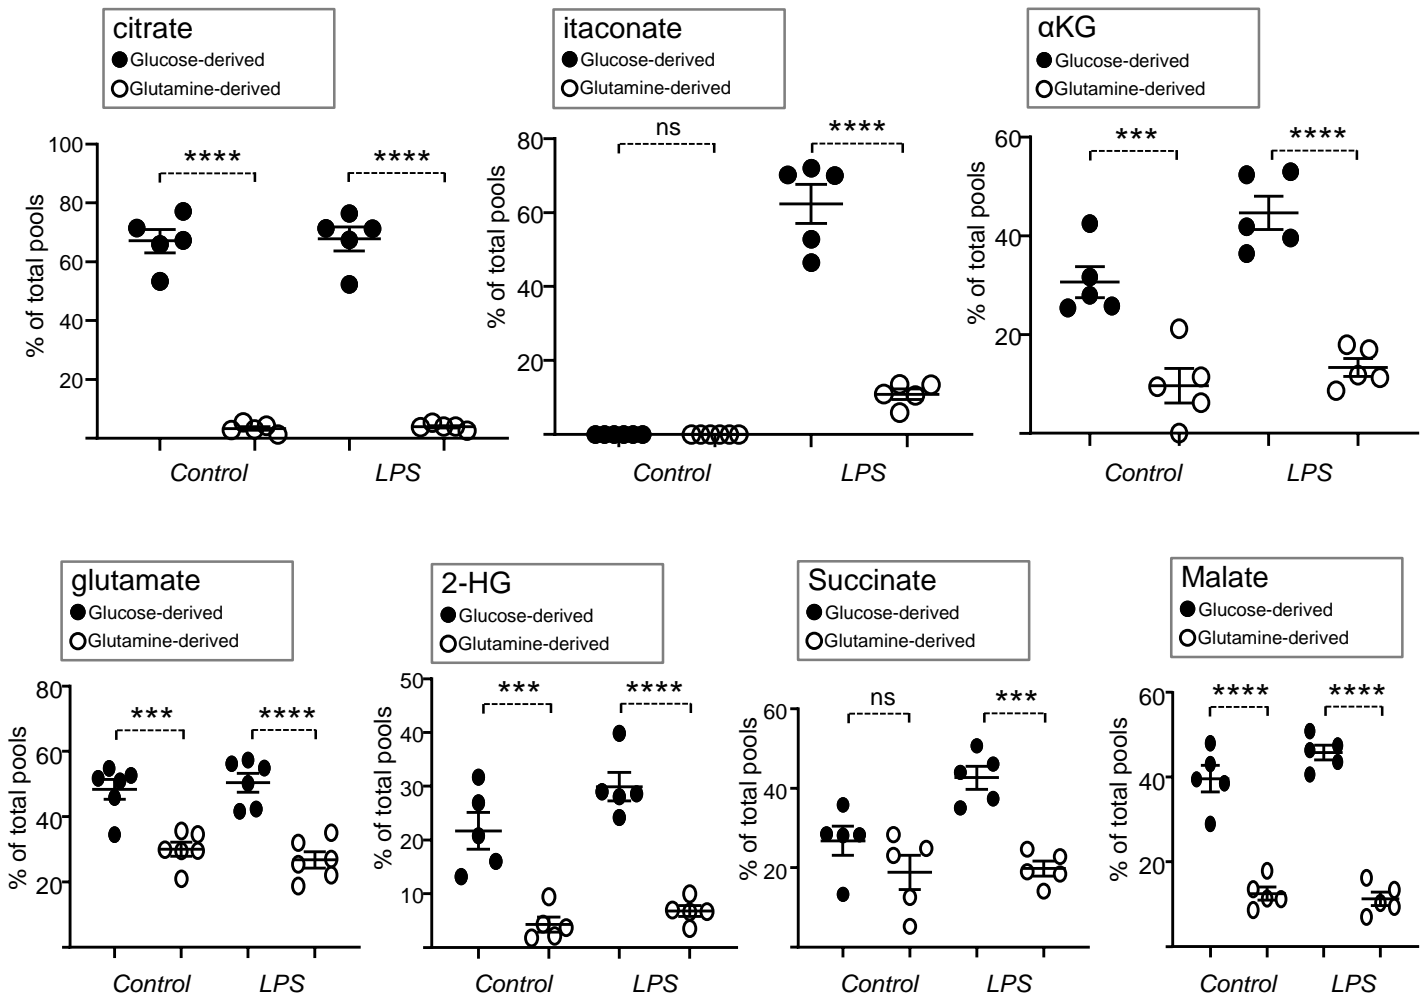 citrate
Glucose-derived
Glutamine-derived
% of total pools
100
80
60
40
20
****
****
Control
LPS
itaconate
Glucose-derived
Glutamine-derived
% of total pools
80
60
40
20
ns
****
Control
LPS
αKG
Glucose-derived
Glutamine-derived
% of total pools
60
40
20
***
****
Control
LPS
glutamate
Glucose-derived
Glutamine-derived
% of total pools
80
60
40
20
***
****
Control
LPS
2-HG
Glucose-derived
Glutamine-derived
% of total pools
50
40
30
20
10
***
****
Control
LPS
Succinate
Glucose-derived
Glutamine-derived
% of total pools
60
40
20
ns
***
Control
LPS
Malate
Glucose-derived
Glutamine-derived
% of total pools
60
40
20
****
****
Control
LPS